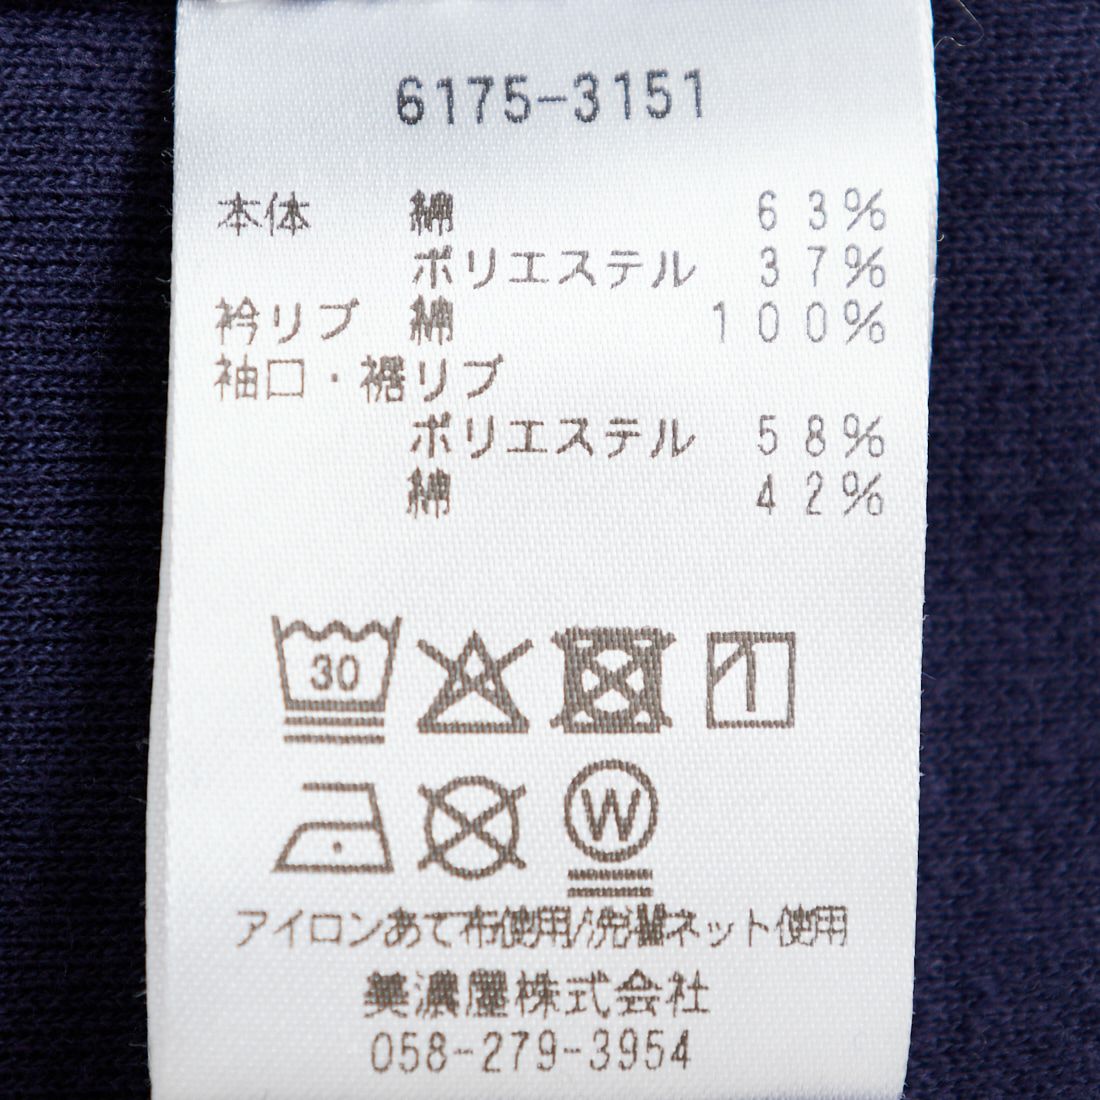 6175-3151
本体 綿 63%
ポリエステル 37%
衿リブ 綿 100%
袖口・裾リブ
ポリエステル 58%
綿 42%
30
W
アイロンあて布使用/洗濯ネット使用
美濃屋株式会社
058-279-3954